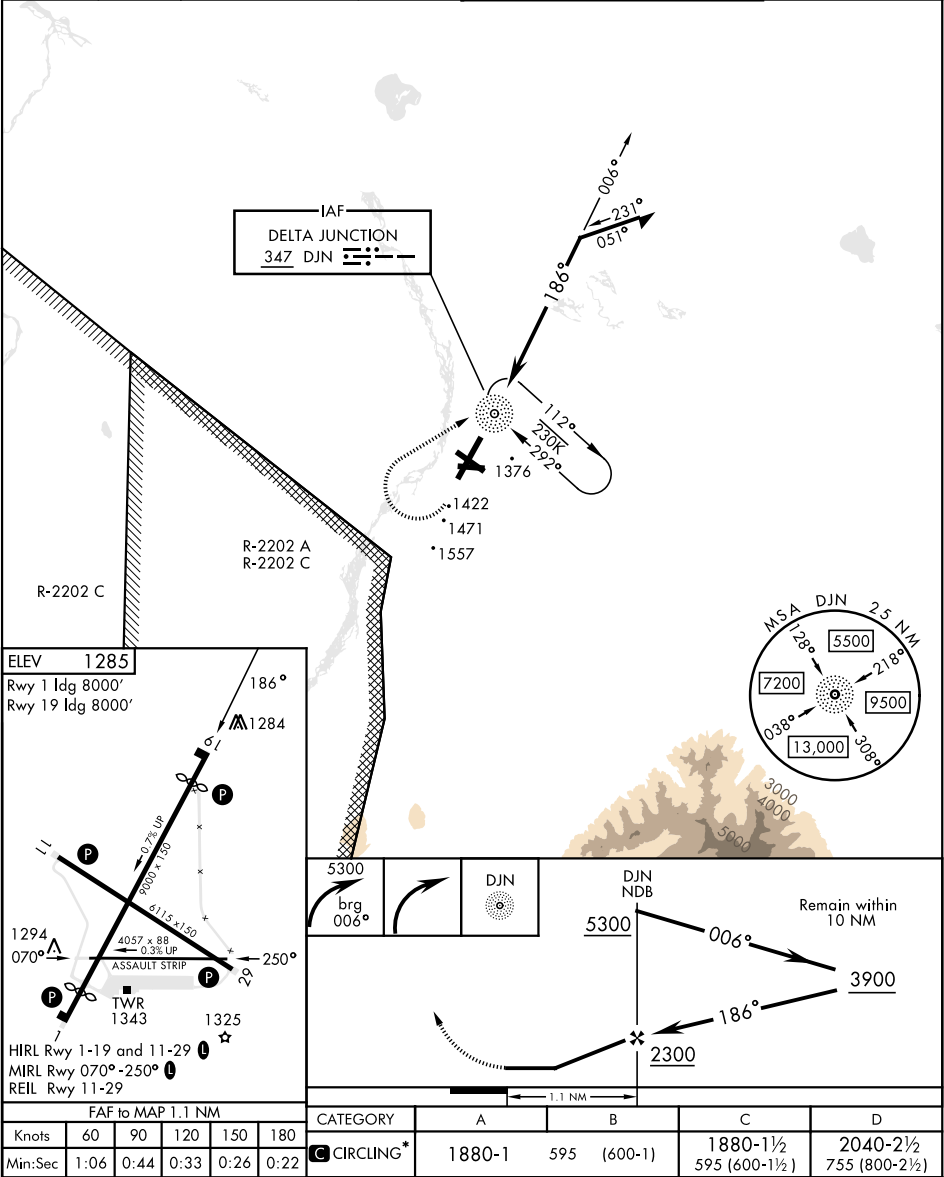 006°
231°
051°
186°
IAF
DELTA JUNCTION
347 DJN
112°
230K
292°
1376
1422
1471
1557
R-2202 A
R-2202 C
R-2202 C
MSA DJN 25 NM
128°
5500
218°
7200
9500
038°
13,000
308°
3000
4000
5000
ELEV 1285
Rwy 1 ldg 8000'
Rwy 19 ldg 8000'
186°
1284
19
P
P
11
0.7% UP
9000 x 150
6115 x150
1294
070°
4057 x 88
0.3% UP
ASSAULT STRIP
250°
P
P
29
TWR
1343
1325
1
HIRL Rwy 1-19 and 11-29 L
MIRL Rwy 070°-250° L
REIL Rwy 11-29
FAF to MAP 1.1 NM
Knots 60 90 120 150 180
Min:Sec 1:06 0:44 0:33 0:26 0:22
5300
brg
006°
DJN
DJN
NDB
Remain within
10 NM
5300
006°
3900
186°
2300
1.1 NM
CATEGORY A B C D
C CIRCLING* 1880-1 595 (600-1) 1880-1½ 2040-2½
595 (600-1½) 755 (800-2½)